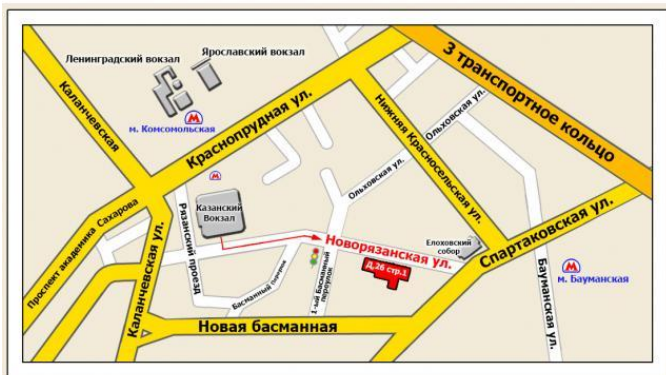 Ленинградский вокзал
Ярославский вокзал
3 транспортное кольцо
Каланчевская
м. Комсомольская
Краснопрудная ул.
Нижняя Красносельская ул.
Ольховская ул.
Ольховская ул.
Проспект академика Сахарова
Рязанский проезд
Казанский
Вокзал
Новорязанская ул.
Елоховский
собор
Спартаковская ул.
Каланчевская ул.
Басманный
1-ый Басманный
переулок
Д.26 стр.1
Бауманская ул.
м. Бауманская
Новая басманная